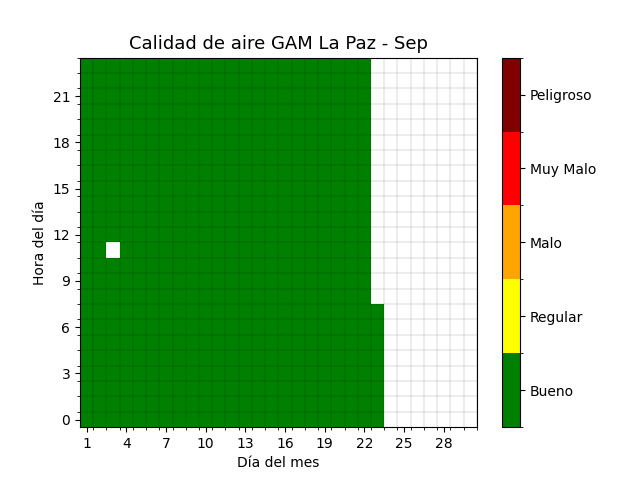 Calidad de aire GAM La Paz - Sep
21
18
15
12
9
6
3
0
Hora del día
1 4 7 10 13 16 19 22 25 28
Día del mes
Peligroso
Muy Malo
Malo
Regular
Bueno